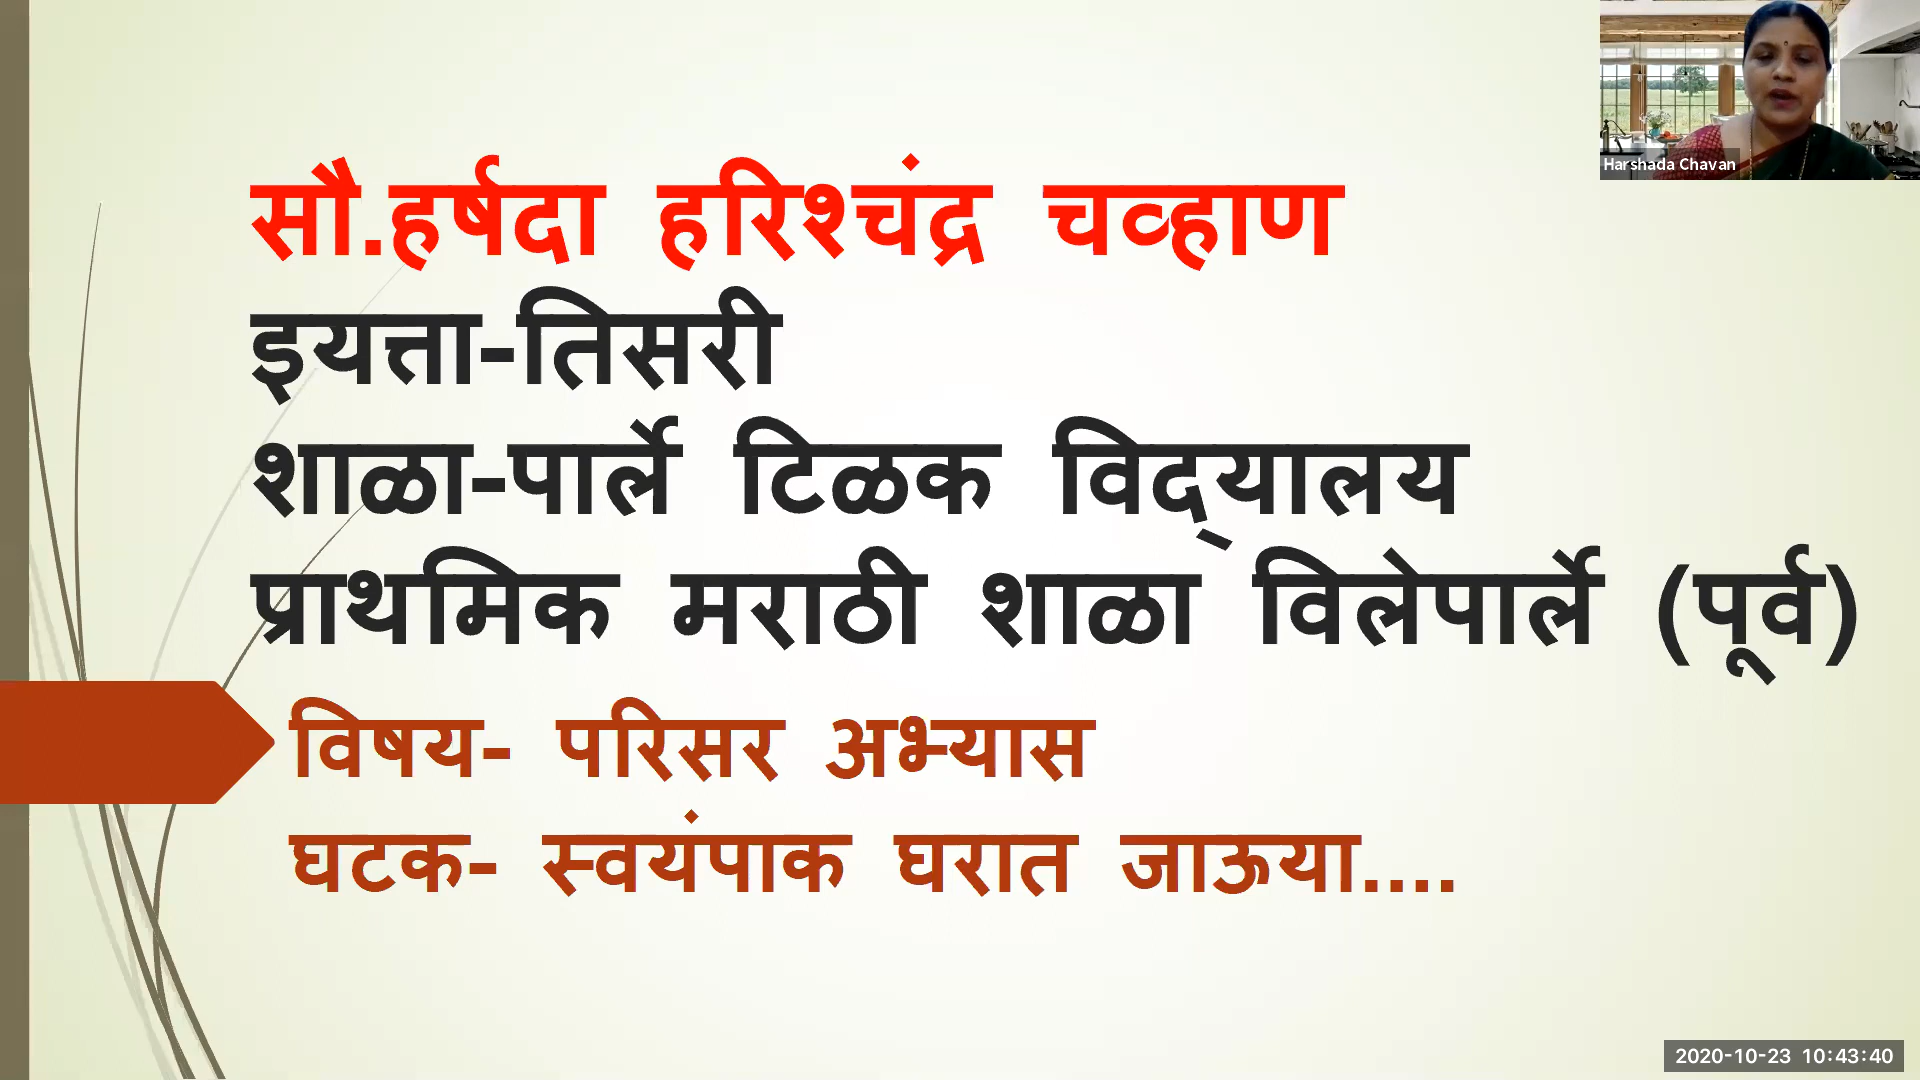 Harshada Chavan
सौ.हर्षदा हरिश्चंद्र चव्हाण
इयत्ता-तिसरी
शाळा-पार्ले टिळक विद्‌यालय
प्राथमिक मराठी शाळा विलेपार्ले (पूर्व)
विषय- परिसर अभ्यास
घटक- स्वयंपाक घरात जाऊया....
2020-10-23 10:43:40